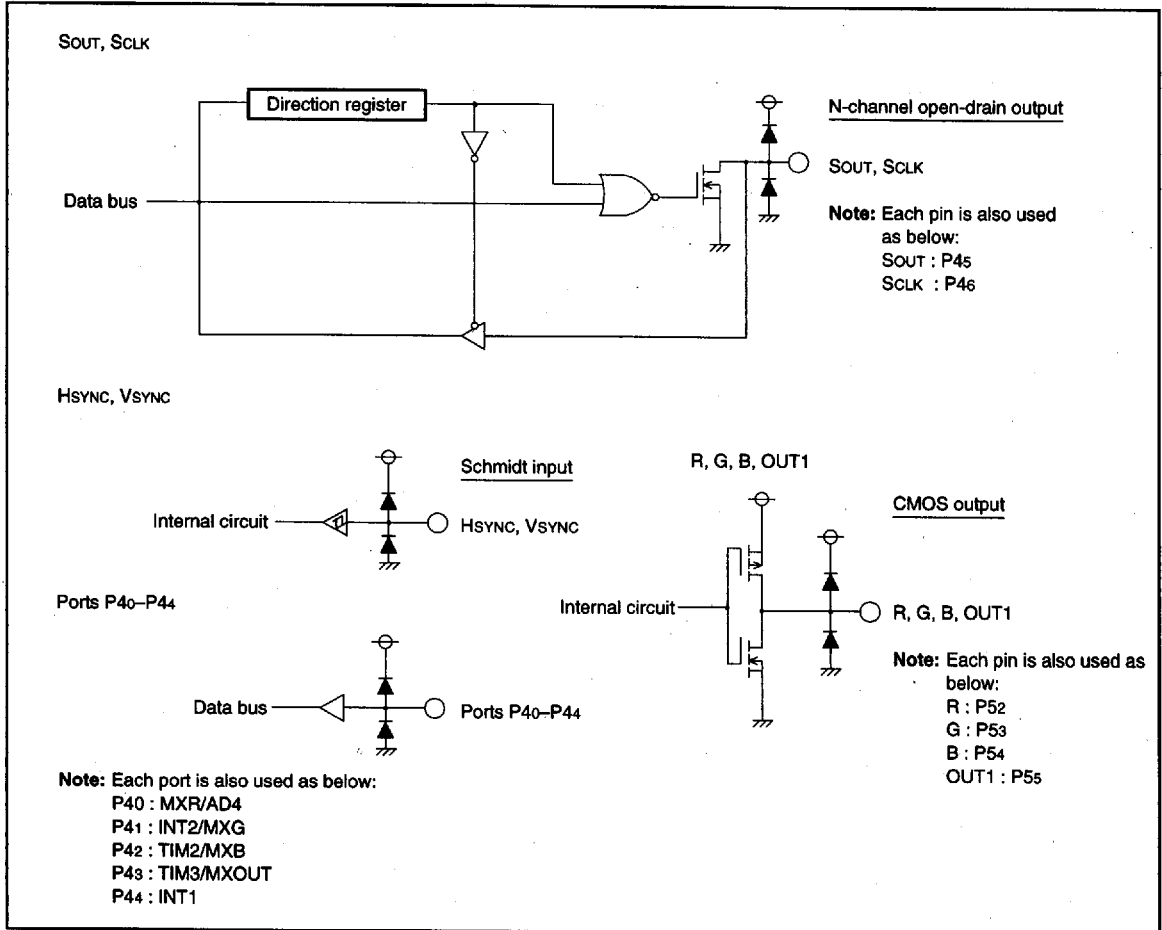 SOUT, SCLK
Direction register
Data bus
N-channel open-drain output
SOUT, SCLK
Note: Each pin is also used
as below:
SOUT : P45
SCLK : P46
HSYNC, VSYNC
Schmidt input
Internal circuit
HSYNC, VSYNC
R, G, B, OUT1
CMOS output
Internal circuit
R, G, B, OUT1
Note: Each pin is also used as
below:
R : P52
G : P53
B : P54
OUT1 : P55
Ports P40–P44
Data bus
Ports P40–P44
Note: Each port is also used as below:
P40 : MXR/AD4
P41 : INT2/MXG
P42 : TIM2/MXB
P43 : TIM3/MXOUT
P44 : INT1